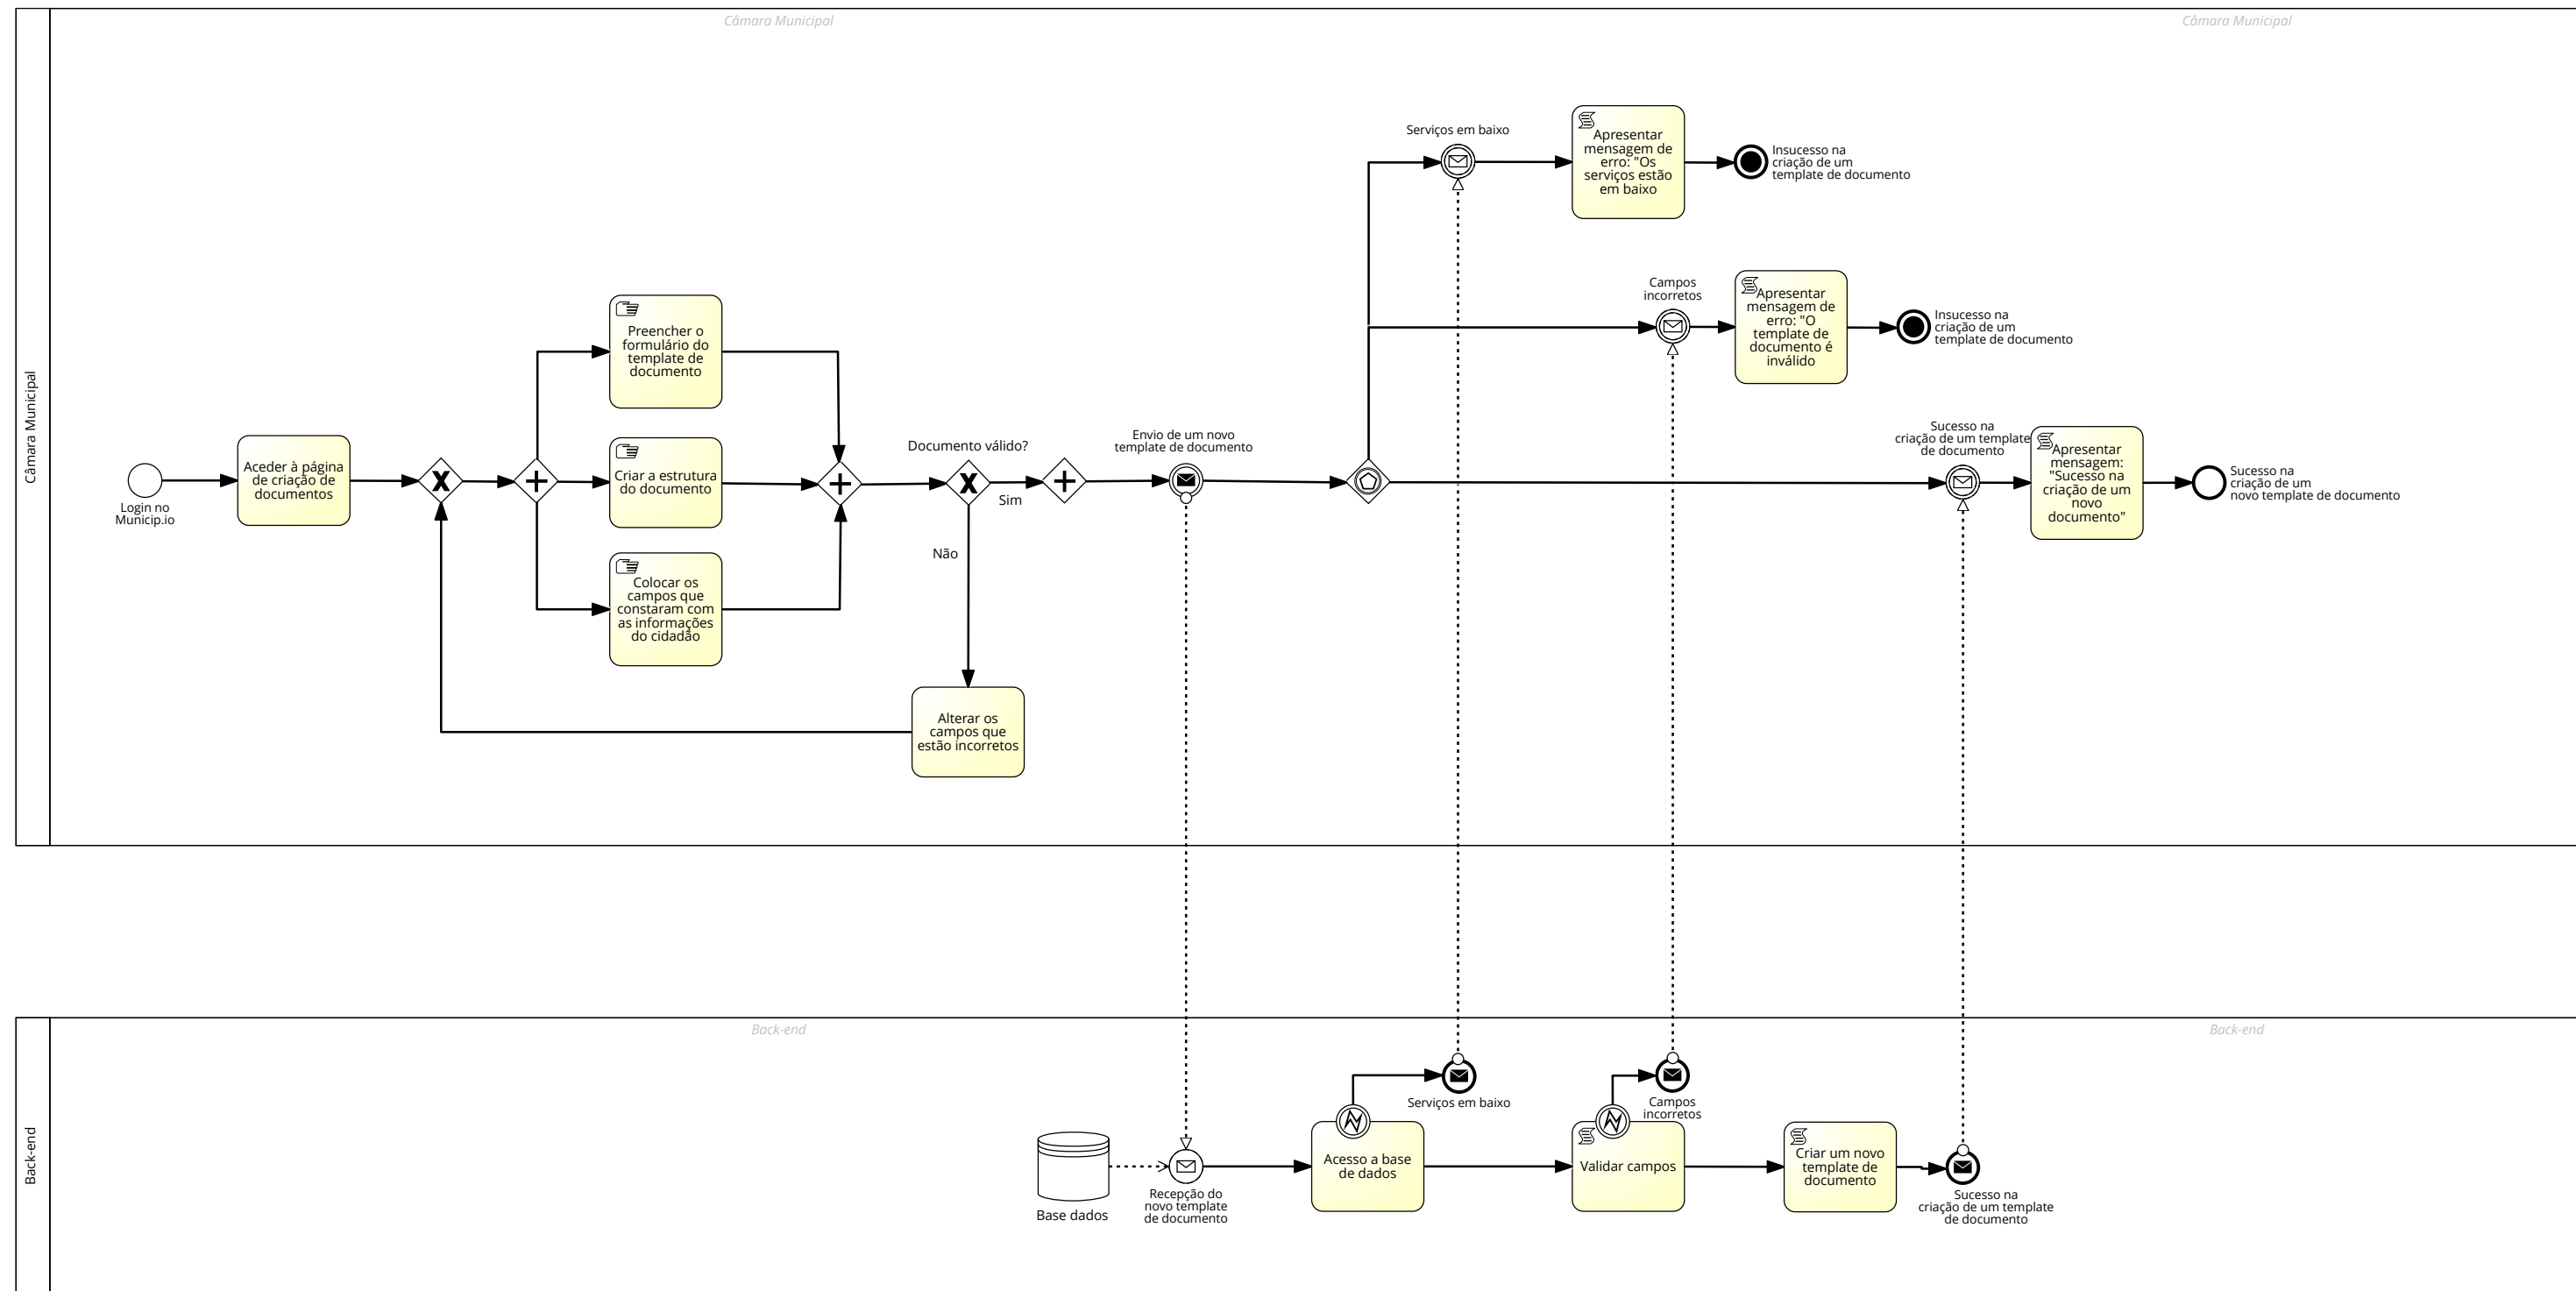 Câmara Municipal
Câmara Municipal
Câmara Municipal
Serviços em baixo
Apresentar
mensagem de
erro: "Os
serviços estão
em baixo
Insucesso na
criação de um
template de documento
Campos
incorretos
Apresentar
mensagem de
erro: "O
template de
documento é
inválido
Insucesso na
criação de um
template de documento
Preencher o
formulário do
template de
documento
Login no
Municip.io
Aceder à página
de criação de
documentos
Criar a estrutura
do documento
Colocar os
campos que
constaram com
as informações
do cidadão
Documento válido?
Sim
Não
Alterar os
campos que
estão incorretos
Envio de um novo
template de documento
Sucesso na
criação de um template
de documento
Apresentar
mensagem:
"Sucesso na
criação de um
novo
documento"
Sucesso na
criação de um
novo template de documento
Back-end
Back-end
Back-end
Base dados
Recepção do
novo template
de documento
Acesso a base
de dados
Serviços em baixo
Validar campos
Campos
incorretos
Criar um novo
template de
documento
Sucesso na
criação de um template
de documento